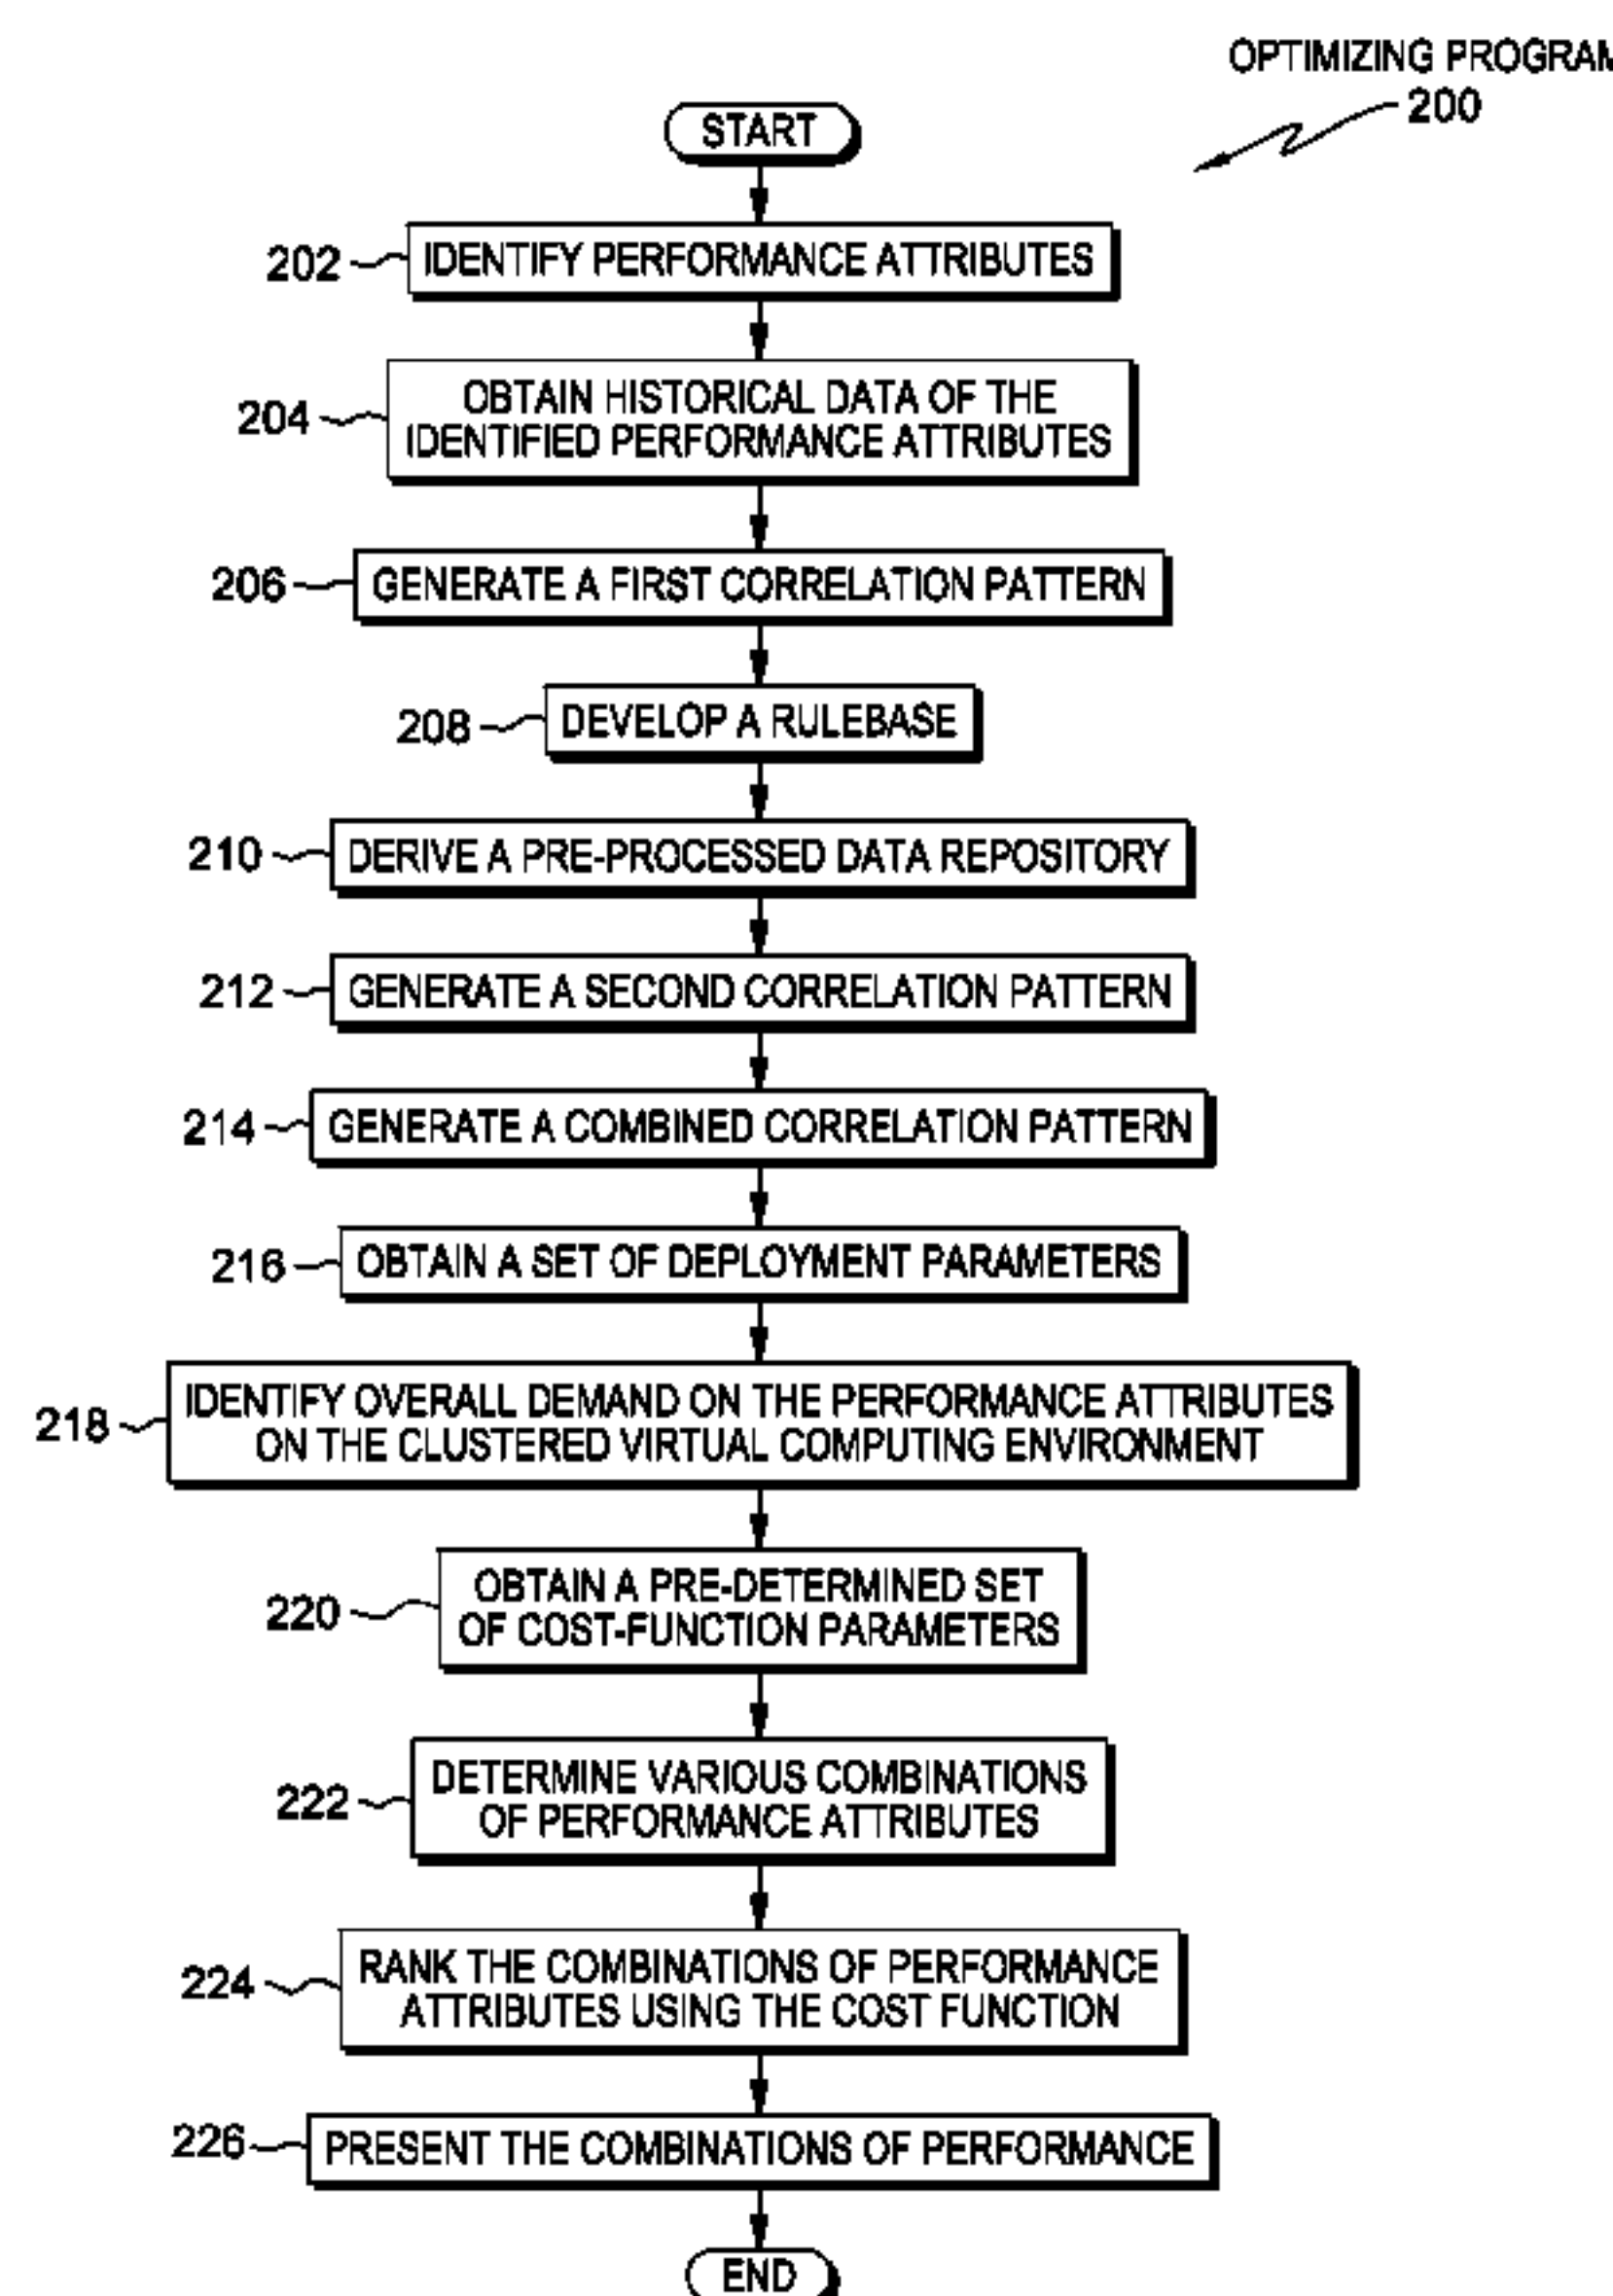 OPTIMIZING PROGRAM
200
START
202
IDENTIFY PERFORMANCE ATTRIBUTES
204
OBTAIN HISTORICAL DATA OF THE
IDENTIFIED PERFORMANCE ATTRIBUTES
206
GENERATE A FIRST CORRELATION PATTERN
208
DEVELOP A RULEBASE
210
DERIVE A PRE-PROCESSED DATA REPOSITORY
212
GENERATE A SECOND CORRELATION PATTERN
214
GENERATE A COMBINED CORRELATION PATTERN
216
OBTAIN A SET OF DEPLOYMENT PARAMETERS
218
IDENTIFY OVERALL DEMAND ON THE PERFORMANCE ATTRIBUTES
ON THE CLUSTERED VIRTUAL COMPUTING ENVIRONMENT
220
OBTAIN A PRE-DETERMINED SET
OF COST-FUNCTION PARAMETERS
222
DETERMINE VARIOUS COMBINATIONS
OF PERFORMANCE ATTRIBUTES
224
RANK THE COMBINATIONS OF PERFORMANCE
ATTRIBUTES USING THE COST FUNCTION
226
PRESENT THE COMBINATIONS OF PERFORMANCE
END